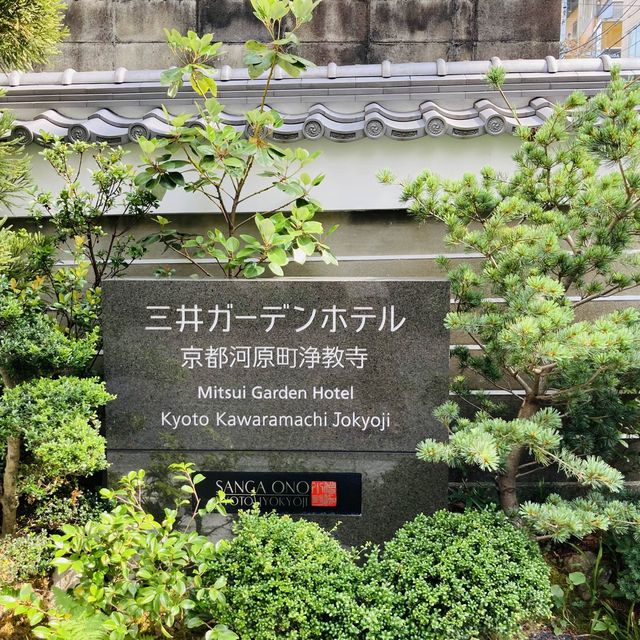 三井ガーデンホテル
京都河原町浄教寺
Mitsui Garden Hotel
Kyoto Kawaramachi Jokyoji
SANGA ONO